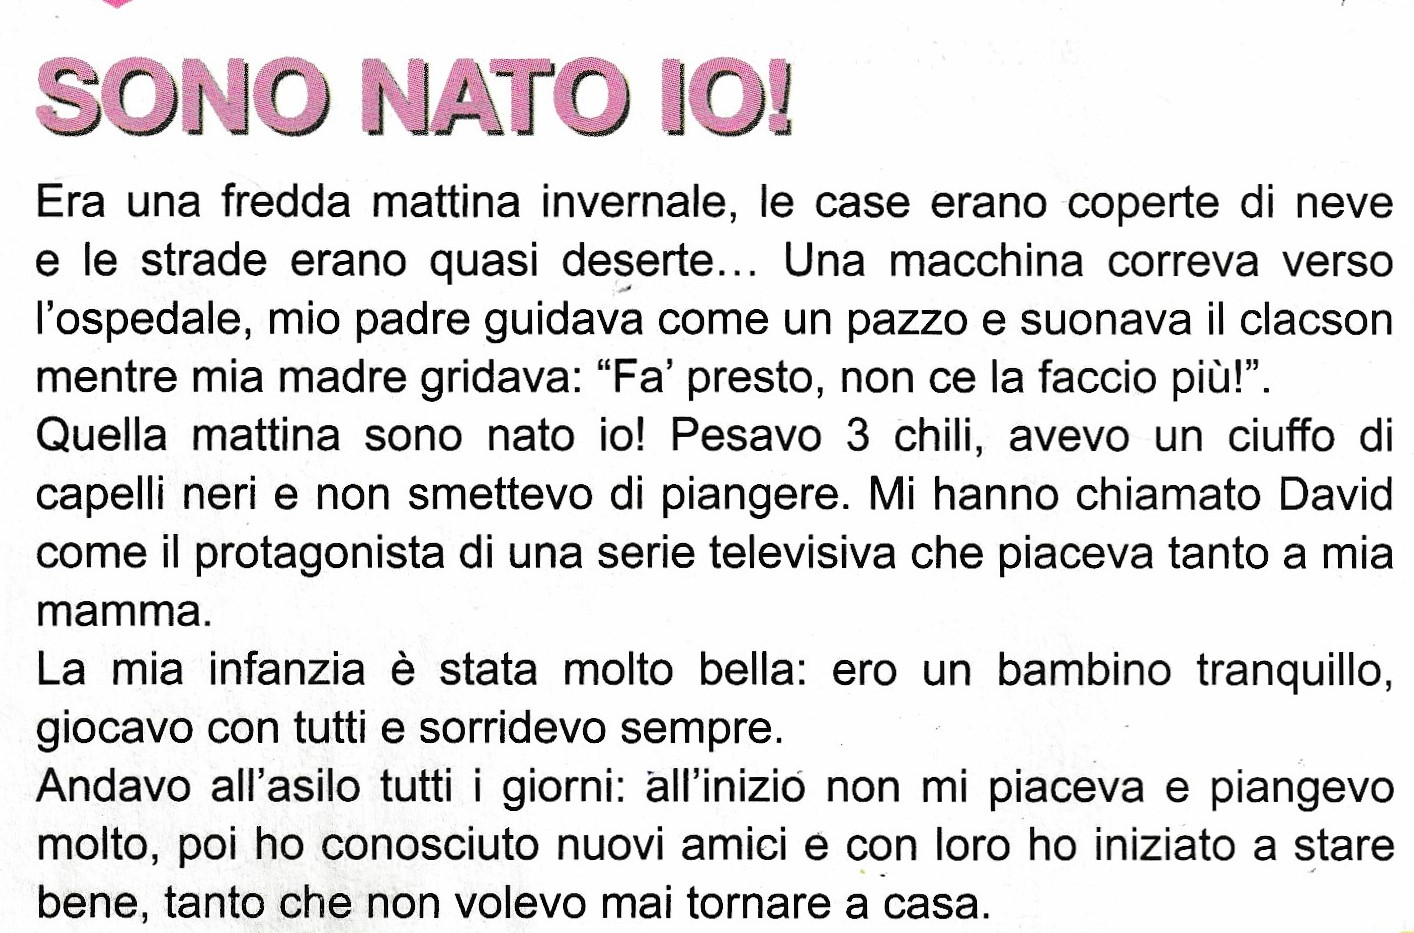 SONO NATO IO!
Era una fredda mattina invernale, le case erano coperte di neve
e le strade erano quasi deserte... Una macchina correva verso
l’ospedale, mio padre guidava come un pazzo e suonava il clacson
mentre mia madre gridava: “Fa’ presto, non ce la faccio più!”.
Quella mattina sono nato io! Pesavo 3 chili, avevo un ciuffo di
capelli neri e non smettevo di piangere. Mi hanno chiamato David
come il protagonista di una serie televisiva che piaceva tanto a mia
mamma.
La mia infanzia è stata molto bella: ero un bambino tranquillo,
giocavo con tutti e sorridevo sempre.
Andavo all’asilo tutti i giorni: all’inizio non mi piaceva e piangevo
molto, poi ho conosciuto nuovi amici e con loro ho iniziato a stare
bene, tanto che non volevo mai tornare a casa.